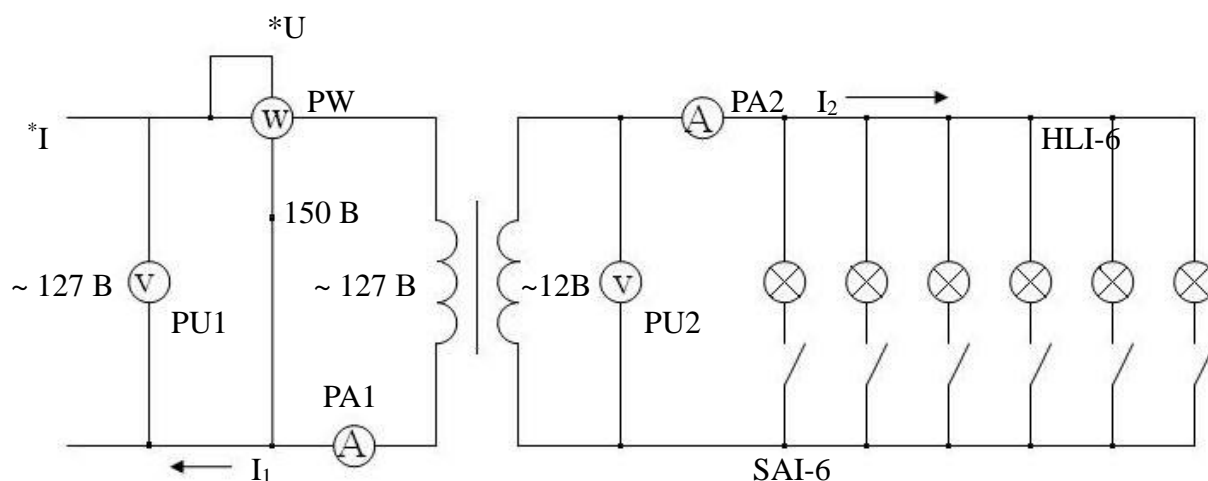 *U
PW
*I
W
A
PA2
I₂
HLI-6
150 В
~ 127 В
V
PU1
~ 127 В
~12В
V
PU2
PA1
A
I₁
SAI-6